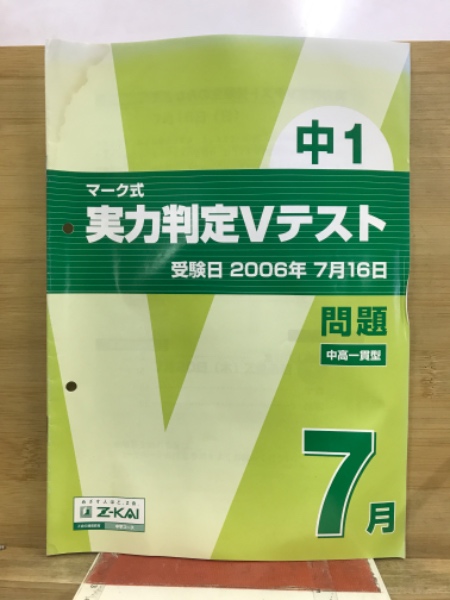 中1
マーク式
実力判定Vテスト
受験日 2006年 7月16日
問題
中高一貫型
7月
Z-KAI